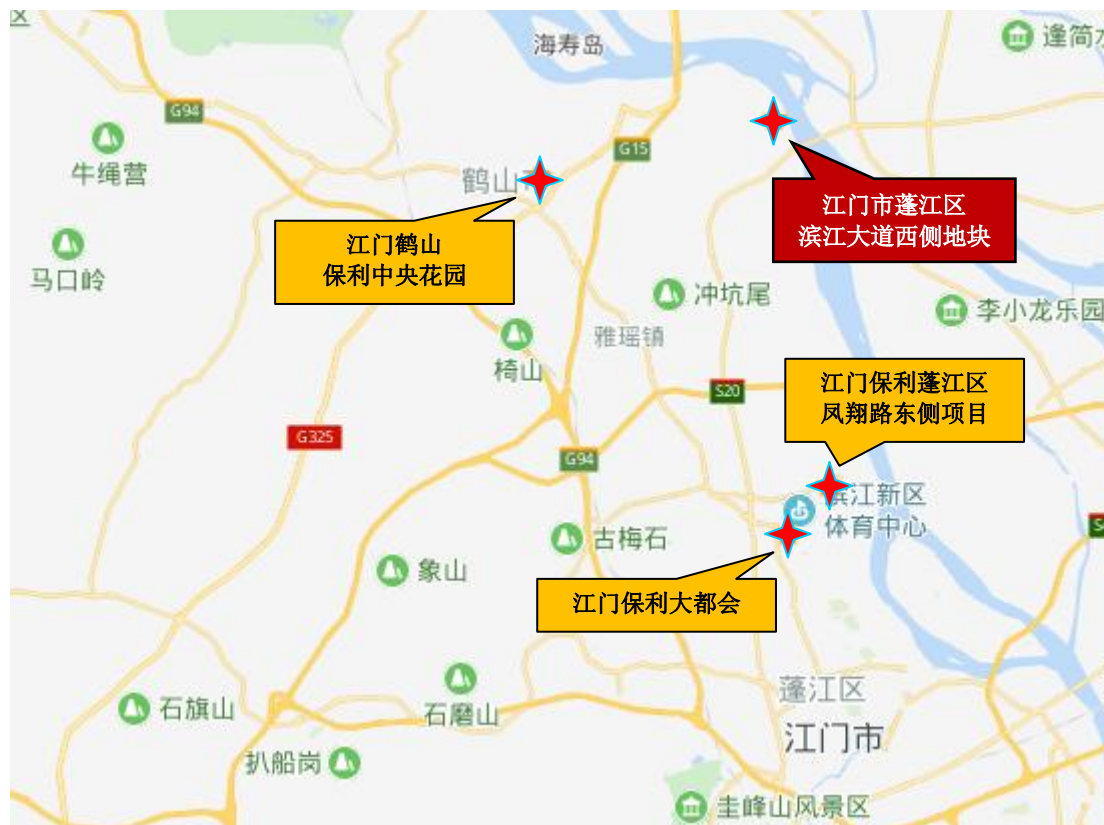 区
海寿岛
逢简水
G94
牛绳营
G15
鹤山市
江门市蓬江区
滨江大道西侧地块
江门鹤山
保利中央花园
马口岭
冲坑尾
李小龙乐园
雅瑶镇
椅山
S20
江门保利蓬江区
凤翔路东侧项目
G325
G94
滨江新区
体育中心
古梅石
象山
江门保利大都会
蓬江区
石旗山
石磨山
江门市
扒船岗
圭峰山风景区